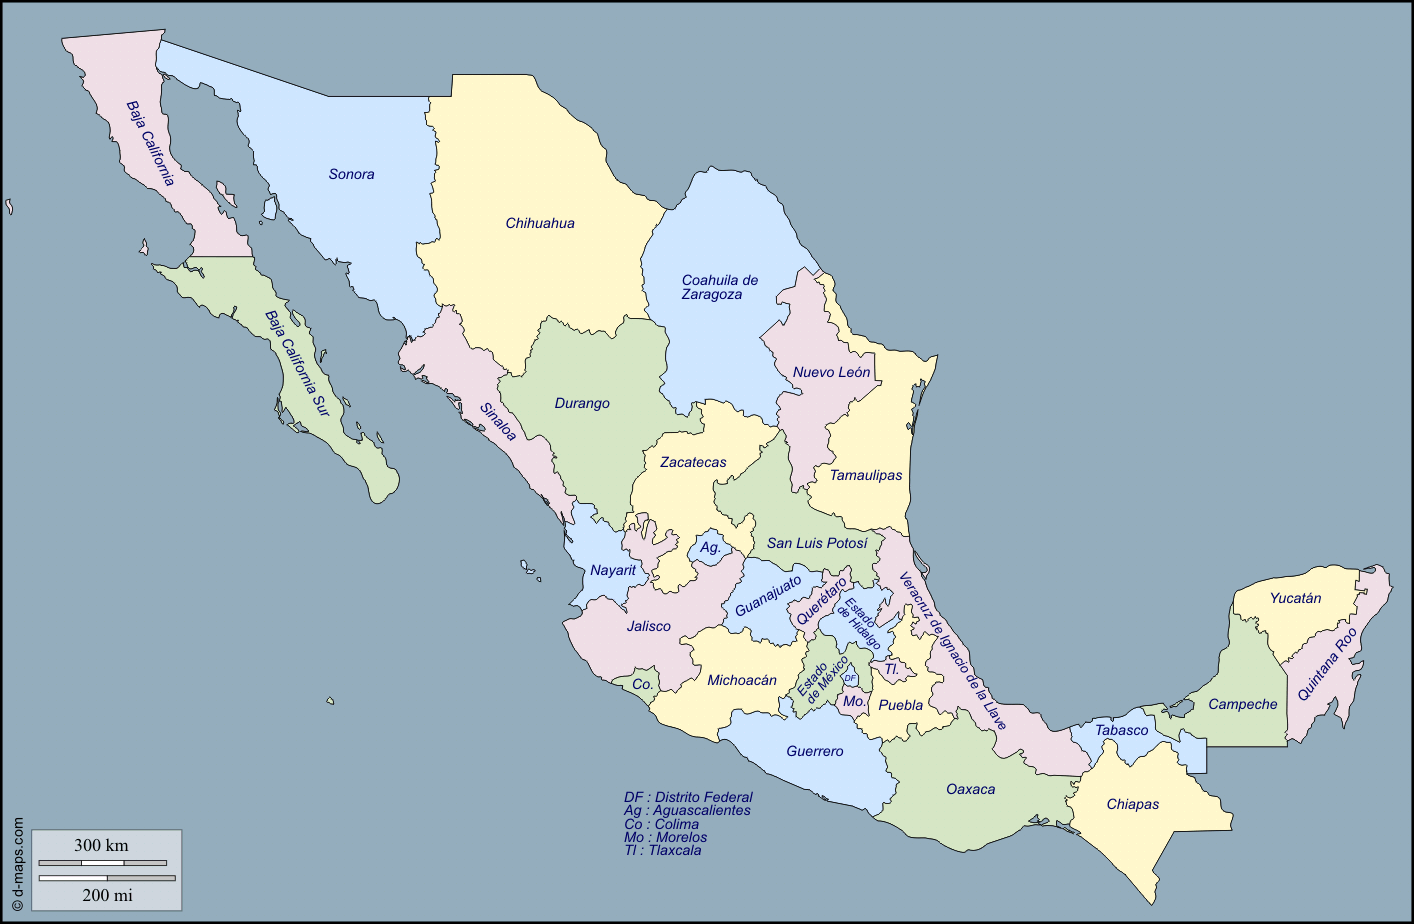 Baja California
Sonora
Chihuahua
Coahuila de
Zaragoza
Baja California Sur
Nuevo León
Durango
Sinaloa
Zacatecas
Tamaulipas
San Luis Potosí
Ag.
Nayarit
Guanajuato
Querétaro
Estado
de Hidalgo
Veracruz de Ignacio de la Llave
Yucatán
Jalisco
Quintana Roo
Michoacán
Estado
de México
DF
Tl.
Co.
Mo.
Puebla
Campeche
Tabasco
Guerrero
Oaxaca
Chiapas
DF : Distrito Federal
Ag : Aguascalientes
Co : Colima
Mo : Morelos
Tl : Tlaxcala
300 km
200 mi
© d-maps.com